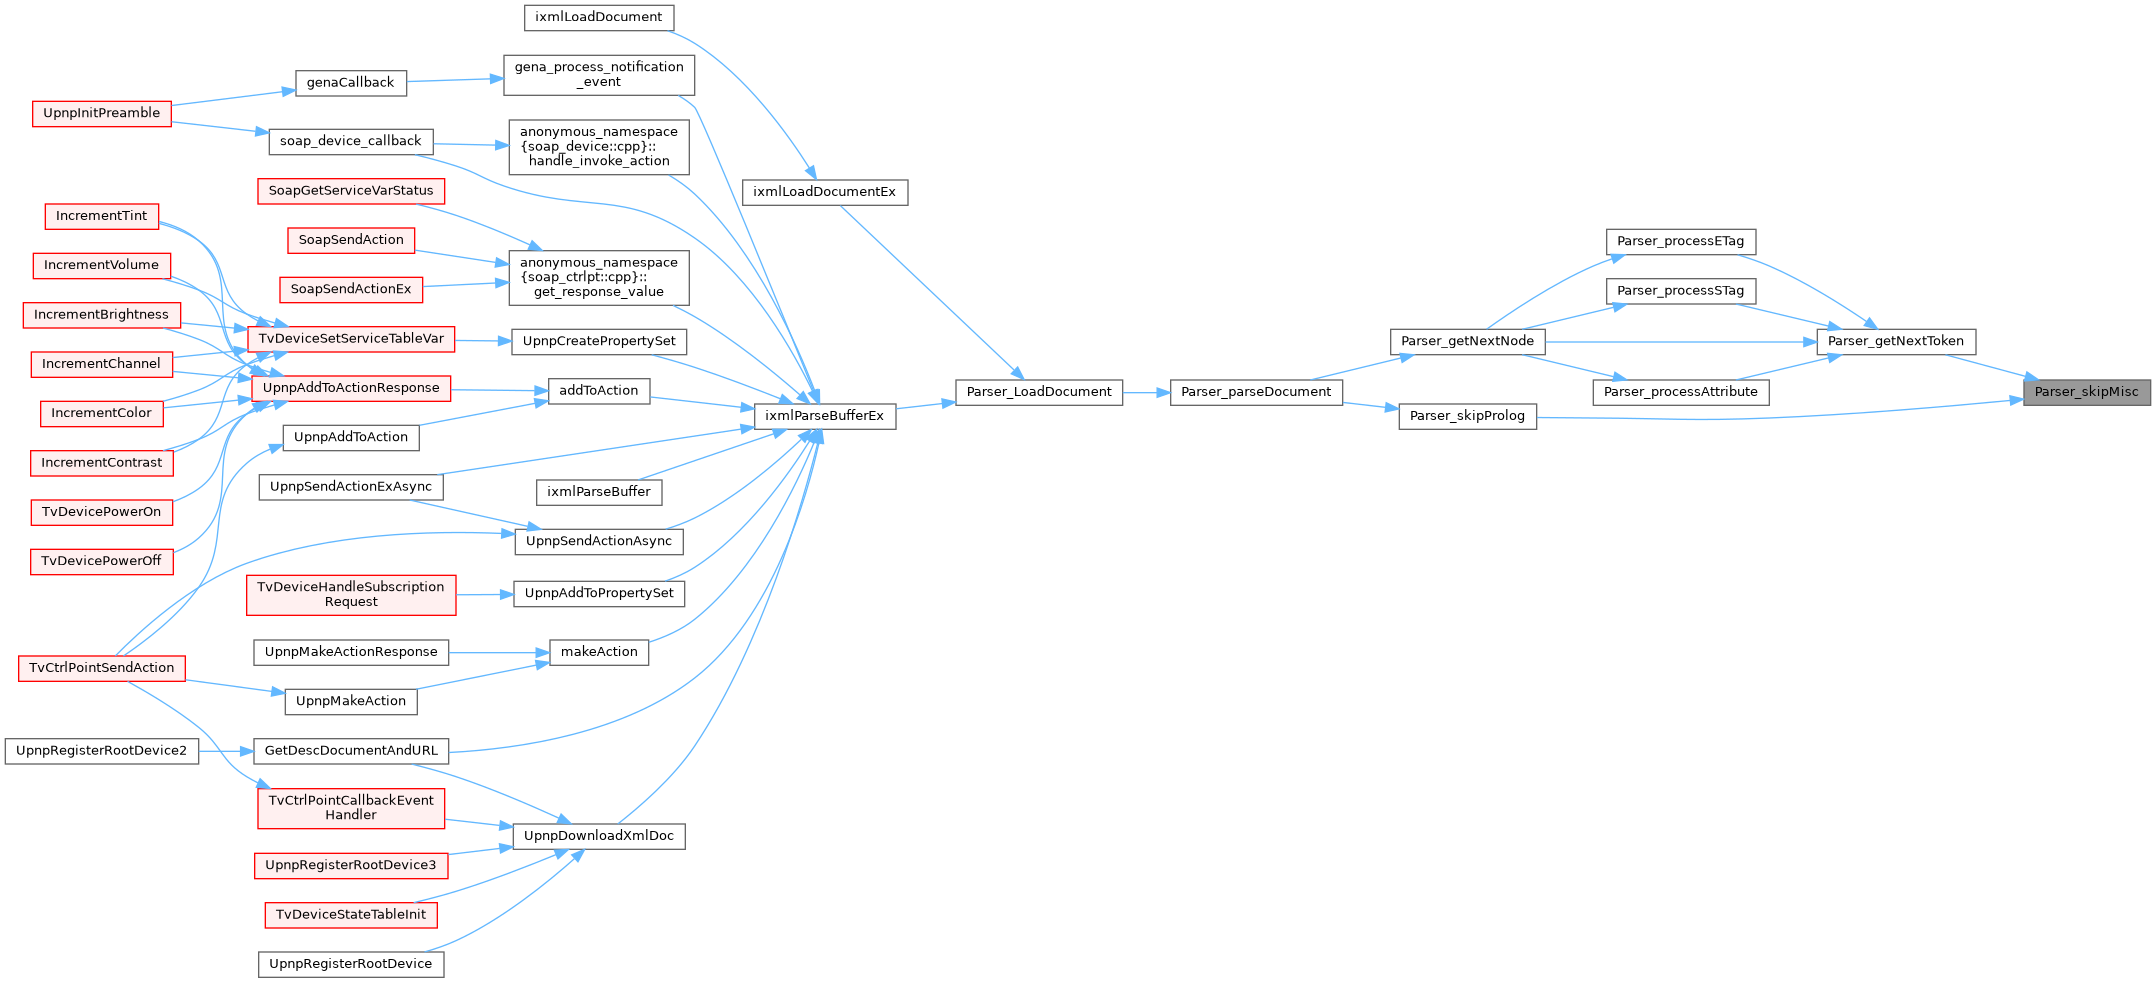 ixmlLoadDocument
gena_process_notification
_event
genaCallback
UpnpInitPreamble
soap_device_callback
anonymous_namespace
{soap_device::cpp}::
handle_invoke_action
SoapGetServiceVarStatus
ixmlLoadDocumentEx
IncrementTint
SoapSendAction
anonymous_namespace
{soap_ctrlpt::cpp}::
get_response_value
Parser_processETag
IncrementVolume
SoapSendActionEx
Parser_processSTag
IncrementBrightness
TvDeviceSetServiceTableVar
UpnpCreatePropertySet
Parser_getNextNode
Parser_getNextToken
IncrementChannel
UpnpAddToActionResponse
addToAction
Parser_LoadDocument
Parser_parseDocument
Parser_processAttribute
Parser_skipMisc
IncrementColor
ixmlParseBufferEx
Parser_skipProlog
UpnpAddToAction
IncrementContrast
UpnpSendActionExAsync
ixmlParseBuffer
TvDevicePowerOn
UpnpSendActionAsync
TvDevicePowerOff
TvDeviceHandleSubscription
Request
UpnpAddToPropertySet
UpnpMakeActionResponse
makeAction
TvCtrlPointSendAction
UpnpMakeAction
UpnpRegisterRootDevice2
GetDescDocumentAndURL
TvCtrlPointCallbackEvent
Handler
UpnpDownloadXmlDoc
UpnpRegisterRootDevice3
TvDeviceStateTableInit
UpnpRegisterRootDevice